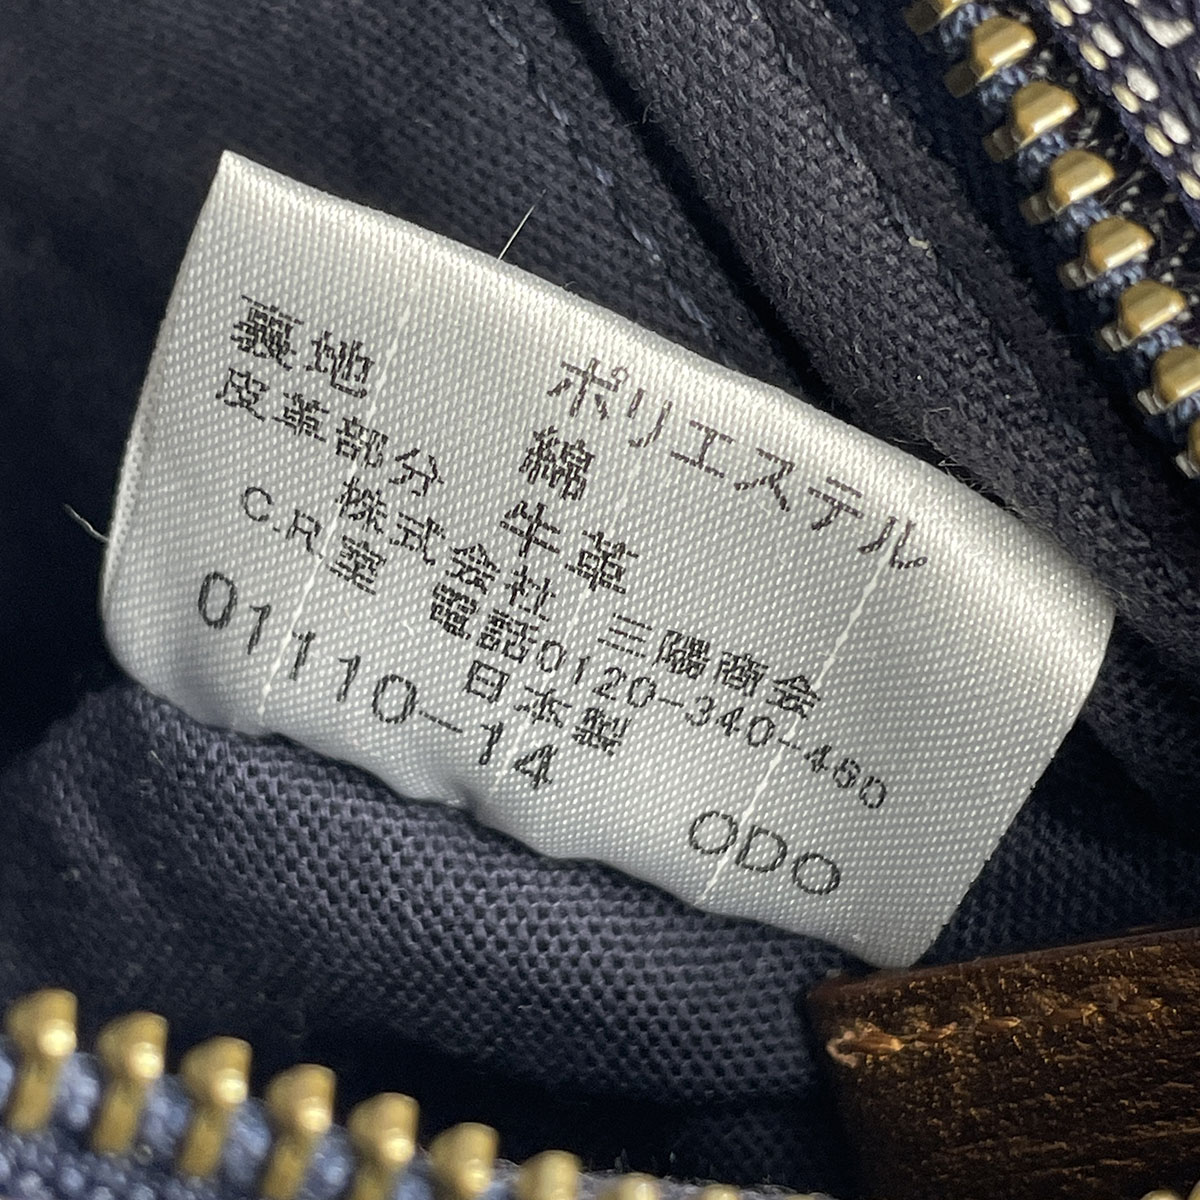 裏地 ポリエステル
綿
皮革部分 牛革
株式会社 三陽商会
C.R室 電話0120-340-460
日本製
01110-14 ODO